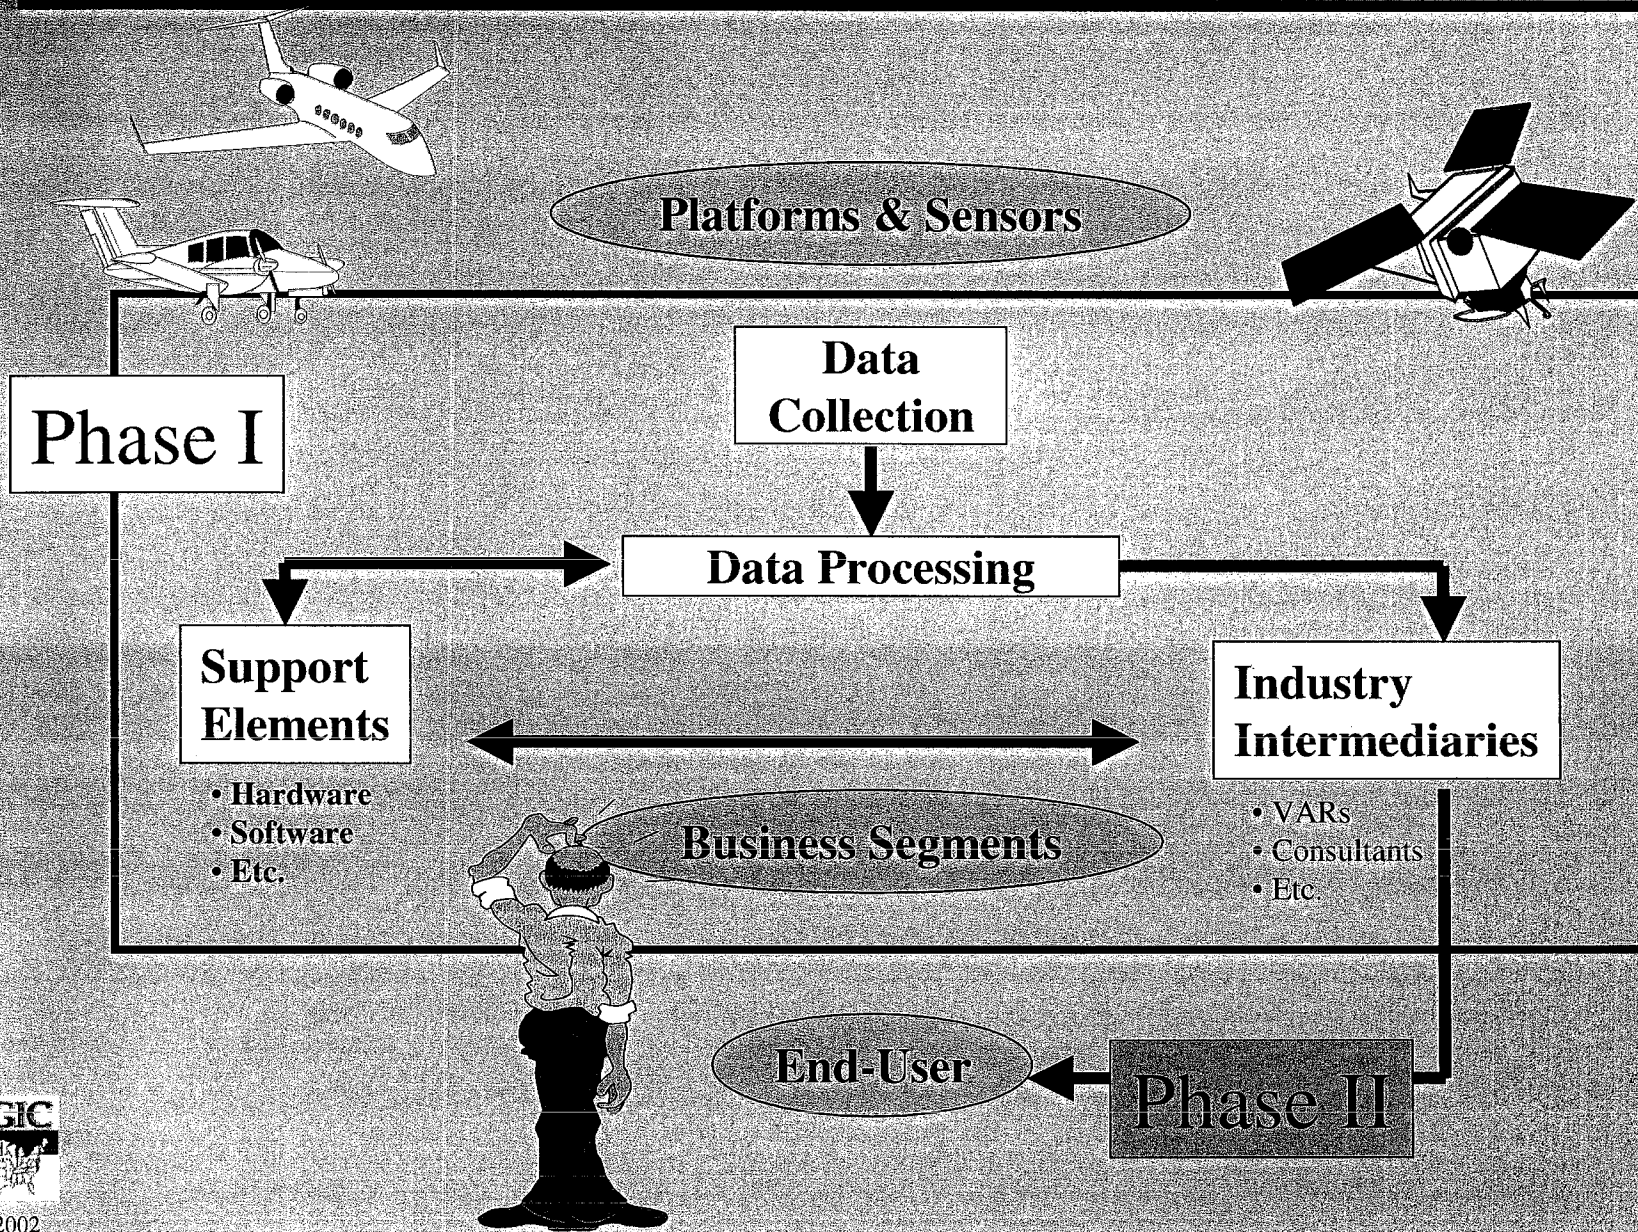 Platforms & Sensors
Data
Collection
Phase I
Data Processing
Support
Elements
• Hardware
• Software
• Etc.
Industry
Intermediaries
• VARs
• Consultants
• Etc.
Business Segments
End-User
Phase II
GIC
2002